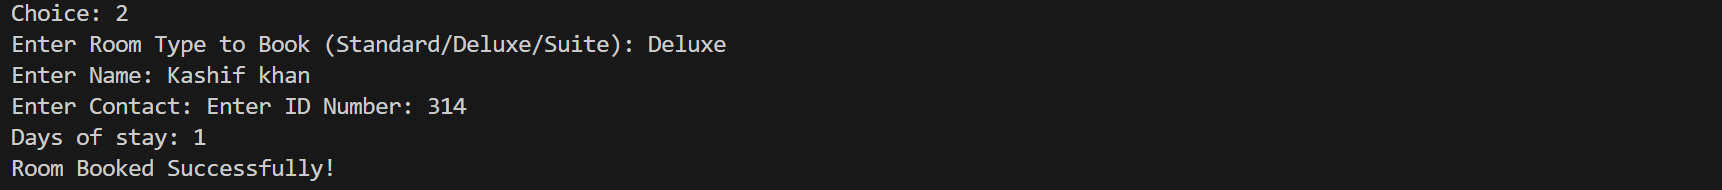 Choice: 2
Enter Room Type to Book (Standard/Deluxe/Suite): Deluxe
Enter Name: Kashif khan
Enter Contact: Enter ID Number: 314
Days of stay: 1
Room Booked Successfully!